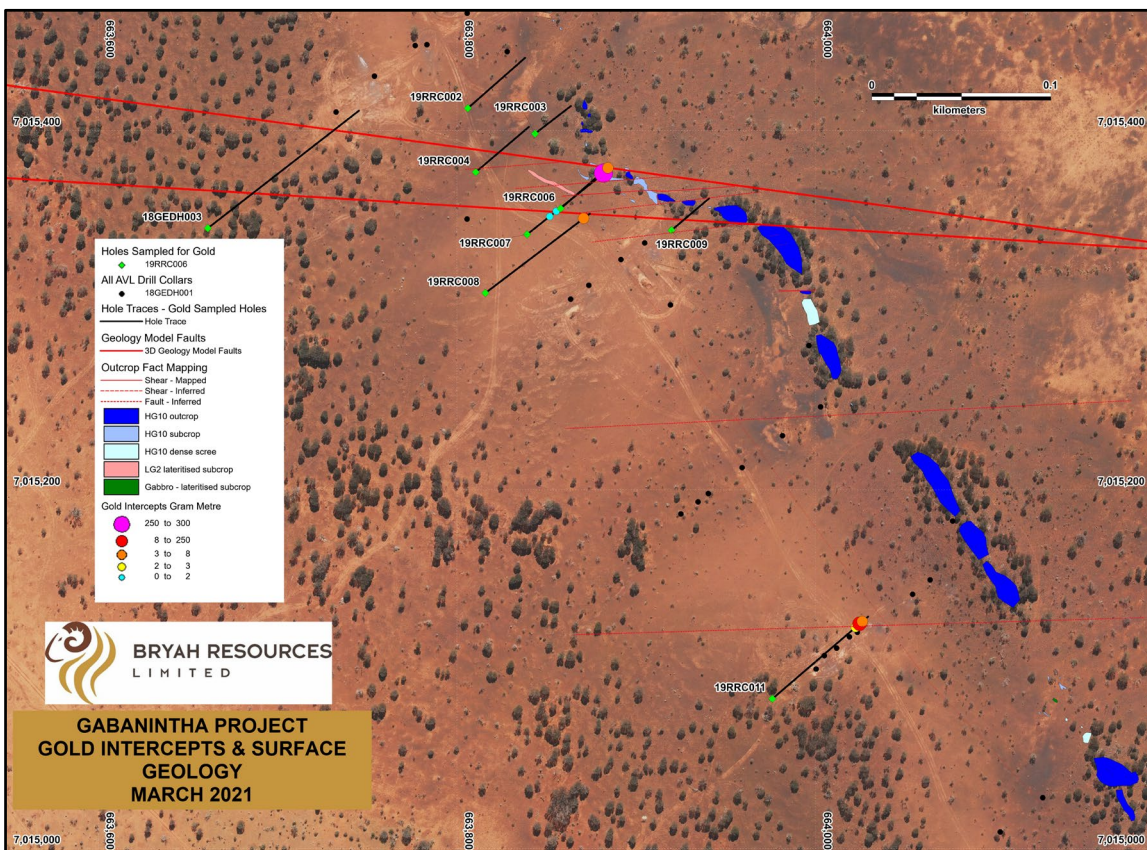 663,600
663,800
664,000
0 0.1
kilometers
7,015,400
7,015,400
19RRC002
19RRC003
19RRC004
19RRC006
18GEDH003
19RRC007
19RRC009
19RRC008
Holes Sampled for Gold
19RRC006
All AVL Drill Collars
18GEDH001
Hole Traces - Gold Sampled Holes
Hole Trace
Geology Model Faults
3D Geology Model Faults
Outcrop Fact Mapping
Shear - Mapped
Shear - Inferred
Fault - Inferred
HG10 outcrop
HG10 subcrop
HG10 dense scree
LG2 lateritised subcrop
Gabbro - lateritised subcrop
Gold Intercepts Gram Metre
250 to 300
8 to 250
3 to 8
2 to 3
0 to 2
7,015,200
7,015,200
19RRC011
BRYAH RESOURCES
LIMITED
GABANINTHA PROJECT
GOLD INTERCEPTS & SURFACE
GEOLOGY
MARCH 2021
7,015,000
7,015,000
663,600
663,800
664,000